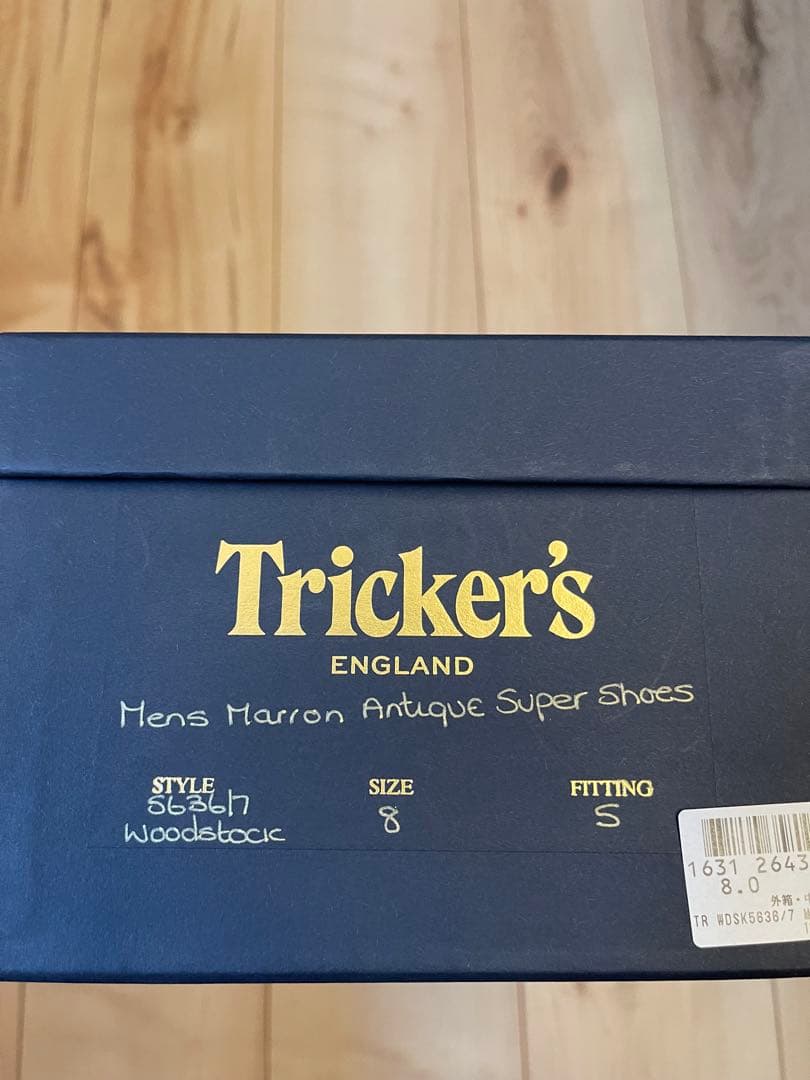 Tricker's
ENGLAND
Mens Marron Antique Super Shoes
STYLE SIZE FITTING
5636/7 8 5
Woodstock
1631 2643
8.0
外箱・
TR WDSK5636/7